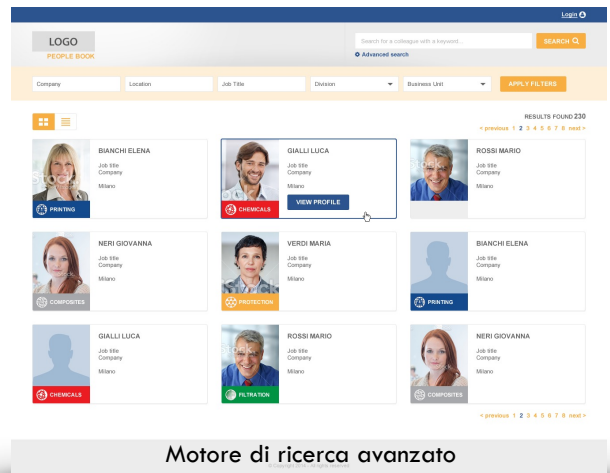 Login
LOGO
PEOPLE BOOK
Search for a colleague with a keyword...
SEARCH
Advanced search
Company
Location
Job Title
Division
Business Unit
APPLY FILTERS
RESULTS FOUND 230
< previous 1 2 3 4 5 6 7 8 next >
BIANCHI ELENA
Job title
Company
Milano
PRINTING
GIALLI LUCA
Job title
Company
Milano
VIEW PROFILE
CHEMICALS
ROSSI MARIO
Job title
Company
Milano
NERI GIOVANNA
Job title
Company
Milano
COMPOSITES
VERDI MARIA
Job title
Company
Milano
PROTECTION
BIANCHI ELENA
Job title
Company
Milano
PRINTING
GIALLI LUCA
Job title
Company
Milano
CHEMICALS
ROSSI MARIO
Job title
Company
Milano
FILTRATION
NERI GIOVANNA
Job title
Company
Milano
COMPOSITES
< previous 1 2 3 4 5 6 7 8 next >
Motore di ricerca avanzato